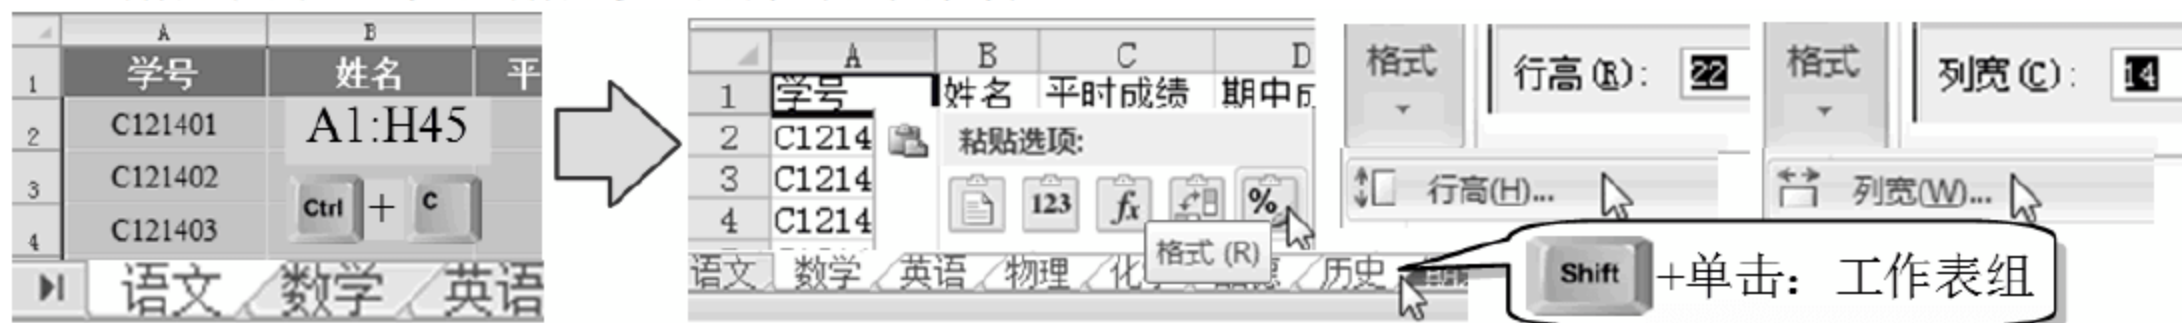 A B
1 学号 姓名 平
2 C121401 A1:H45
3 C121402
Ctrl + C
4 C121403
语文 数学 英语
A B C D
1 学号 姓名 平时成绩 期中
2 C1214 粘贴选项:
3 C1214 123 fx %
4 C1214
格式 (R)
语文 数学 英语 物理 化 历史
格式
行高(R): 22
行高(H)...
格式
列宽(C): 14
列宽(W)...
Shift +单击：工作表组